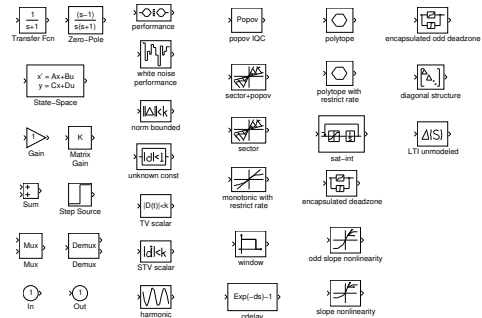 1
s+1
Transfer Fcn
(s−1)
s(s+1)
Zero−Pole
performance
Popov
popov IQC
polytope
encapsulated odd deadzone
x' = Ax+Bu
y = Cx+Du
State−Space
white noise
performance
sector+popov
polytope with
restrict rate
diagonal structure
1
Gain
K
Matrix
Gain
|Δ|<k
norm bounded
sector
sat−int
Δ(S)
LTI unmodeled
|d|<1
unknown const
Sum
Step Source
|D(t)|<k
TV scalar
monotonic with
restrict rate
encapsulated deadzone
Mux
Mux
Demux
Demux
|d|<k
STV scalar
window
odd slope nonlinearity
1
In
1
Out
harmonic
Exp(−ds)−1
cdelay
slope nonlinearity